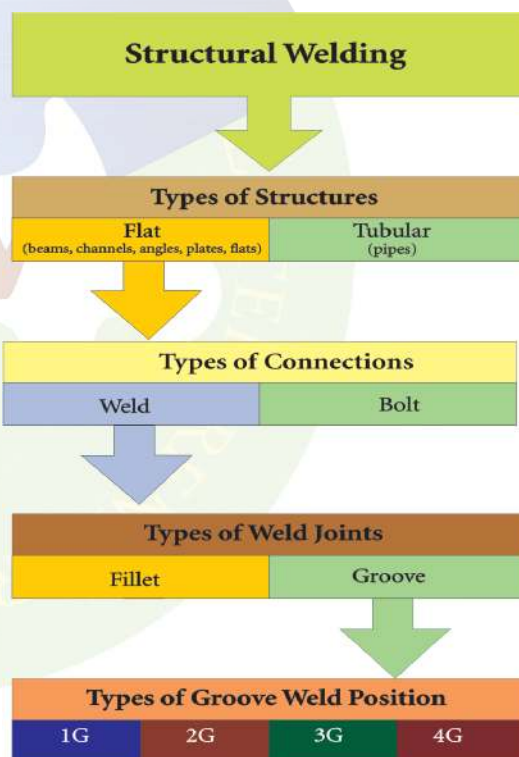 Structural Welding
Types of Structures
Flat
(beams, channels, angles, plates, flats)
Tubular
(pipes)
Types of Connections
Weld
Bolt
Types of Weld Joints
Fillet
Groove
Types of Groove Weld Position
1G
2G
3G
4G